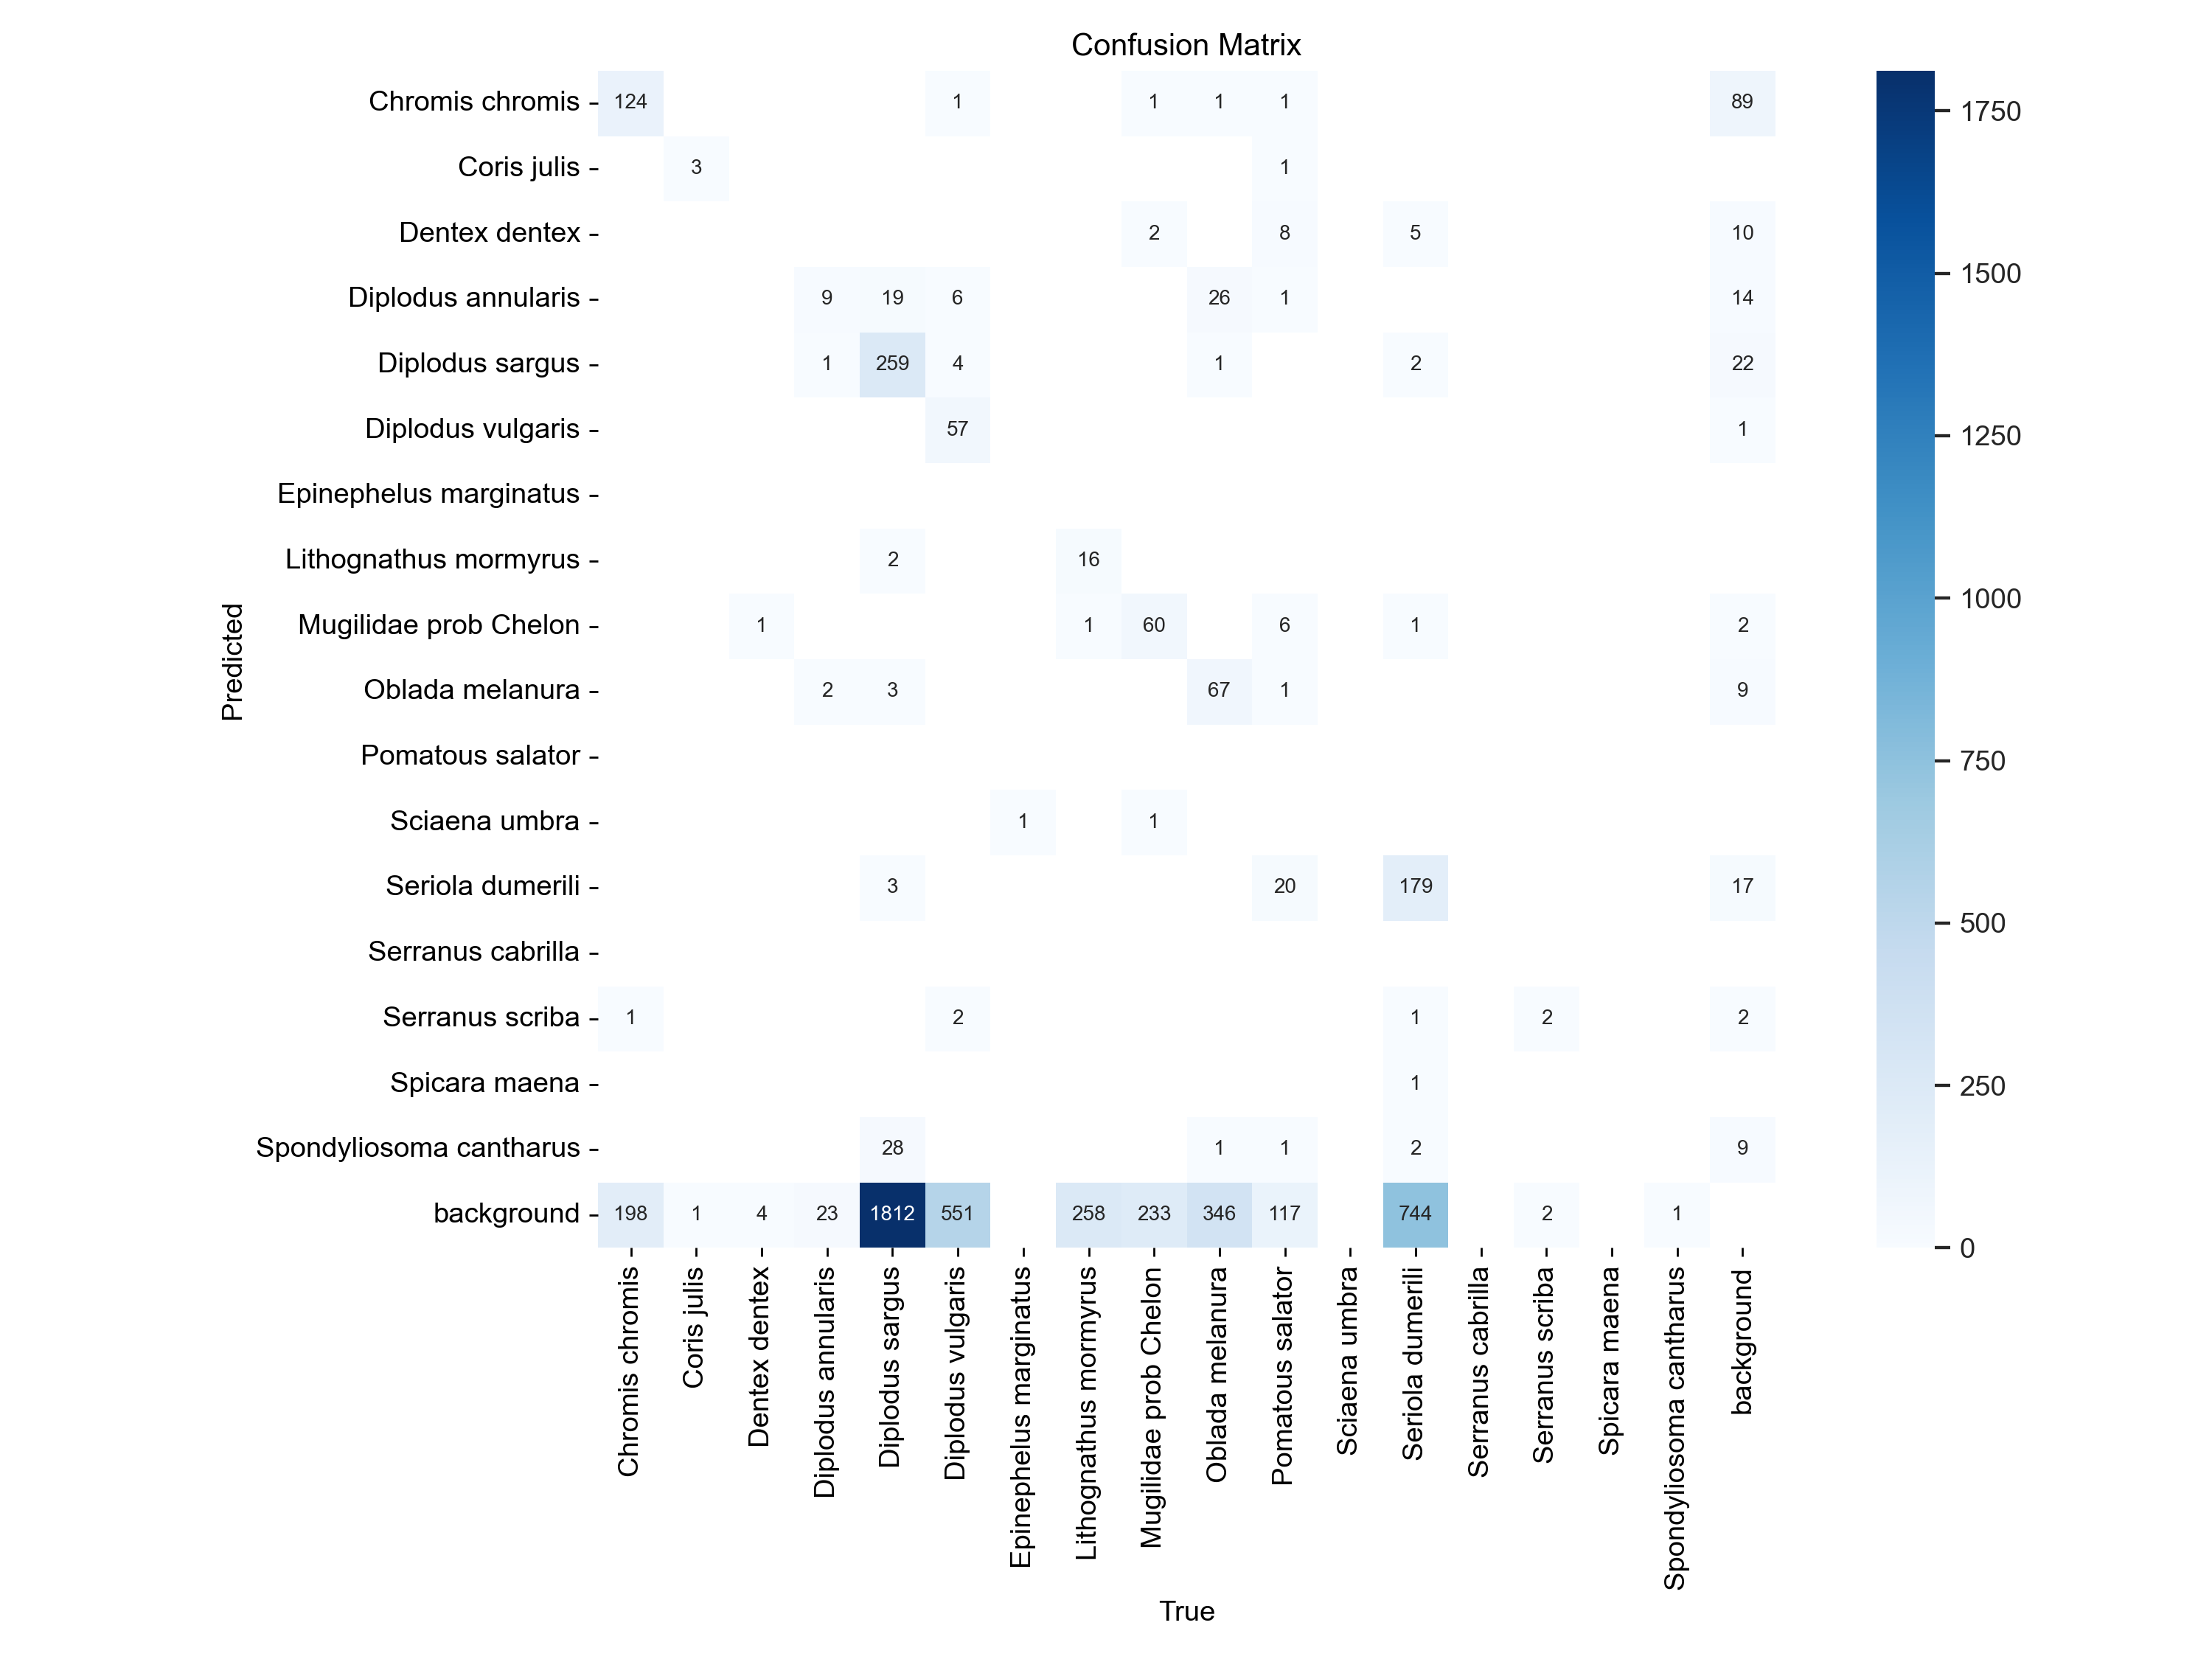 Confusion Matrix
Chromis chromis 124 1 1 1 1 89
Coris julis 3 1
Dentex dentex 2 8 5 10
Diplodus annularis 9 19 6 26 1 14
Diplodus sargus 1 259 4 1 2 22
Diplodus vulgaris 57 1
Epinephelus marginatus
Lithognathus mormyrus 2 16
Mugilidae prob Chelon 1 1 60 6 1 2
Oblada melanura 2 3 67 1 9
Pomatous salator
Sciaena umbra 1 1
Seriola dumerili 3 20 179 17
Serranus cabrilla
Serranus scriba 1 2 1 2 2
Spicara maena 1
Spondyliosoma cantharus 28 1 1 2 9
background 198 1 4 23 1812 551 258 233 346 117 744 2 1
Predicted
Chromis chromis
Coris julis
Dentex dentex
Diplodus annularis
Diplodus sargus
Diplodus vulgaris
Epinephelus marginatus
Lithognathus mormyrus
Mugilidae prob Chelon
Oblada melanura
Pomatous salator
Sciaena umbra
Seriola dumerili
Serranus cabrilla
Serranus scriba
Spicara maena
Spondyliosoma cantharus
background
True
1750
1500
1250
1000
750
500
250
0